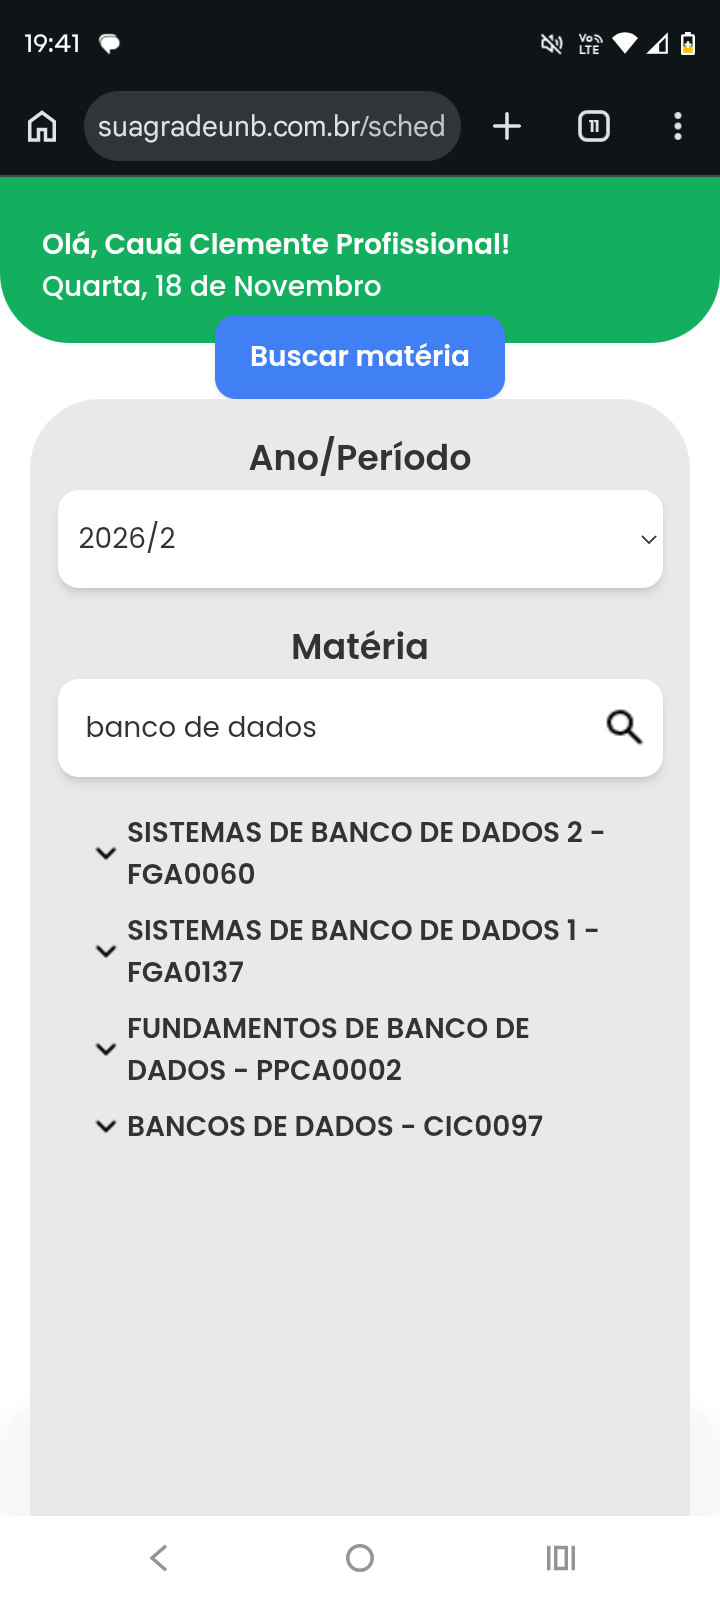 19:41
Vo LTE
suagradeunb.com.br/sched
11
Olá, Cauã Clemente Profissional!
Quarta, 18 de Novembro
Buscar matéria
Ano/Período
2026/2
Matéria
banco de dados
SISTEMAS DE BANCO DE DADOS 2 -
FGA0060
SISTEMAS DE BANCO DE DADOS 1 -
FGA0137
FUNDAMENTOS DE BANCO DE
DADOS - PPCA0002
BANCOS DE DADOS - CIC0097